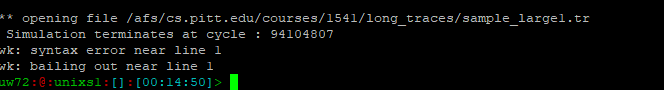 ** opening file /afs/cs.pitt.edu/courses/1541/long_traces/sample_large1.tr
Simulation terminates at cycle : 94104807
wk: syntax error near line 1
wk: bailing out near line 1
uw72:@:unixs1:[]:[00:14:50]>